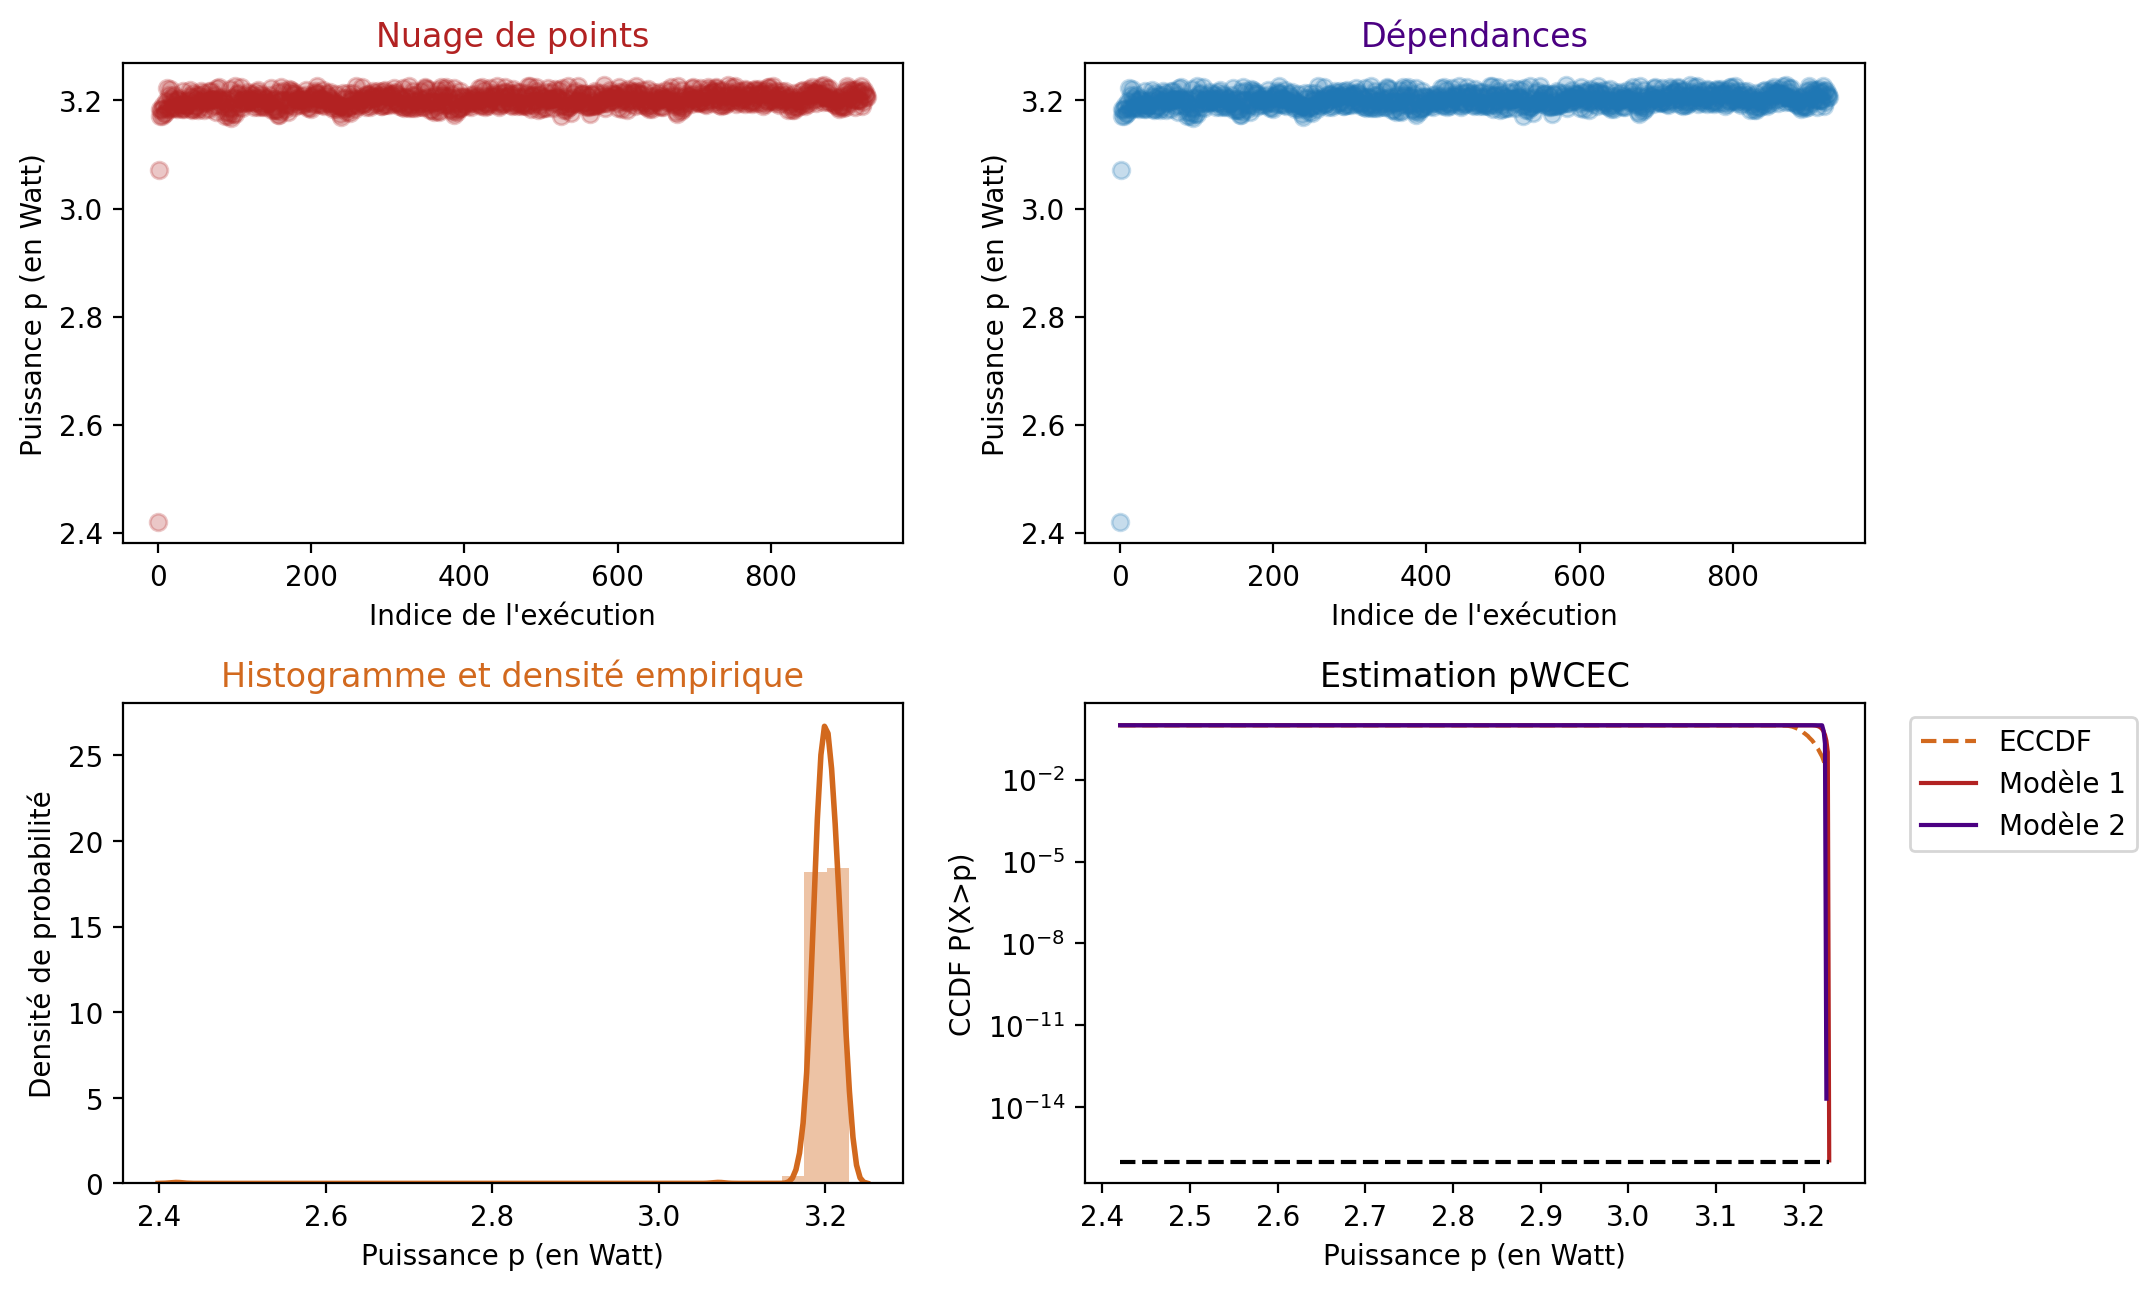 Nuage de points
Puissance p (en Watt)
3.2
3.0
2.8
2.6
2.4
0 200 400 600 800
Indice de l'exécution
Dépendances
Puissance p (en Watt)
3.2
3.0
2.8
2.6
2.4
0 200 400 600 800
Indice de l'exécution
Histogramme et densité empirique
Densité de probabilité
25
20
15
10
5
0
2.4 2.6 2.8 3.0 3.2
Puissance p (en Watt)
Estimation pWCEC
CCDF P(X>p)
10⁻²
10⁻⁵
10⁻⁸
10⁻¹¹
10⁻¹⁴
2.4 2.5 2.6 2.7 2.8 2.9 3.0 3.1 3.2
Puissance p (en Watt)
ECCDF
Modèle 1
Modèle 2